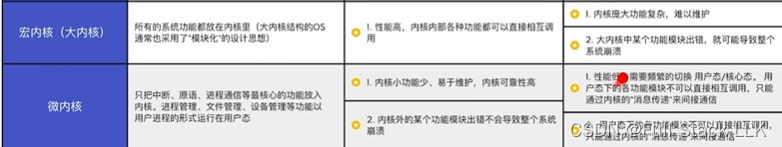 宏内核(大内核)
所有的系统功能都放在内核里(大内核结构的OS
通常也采用了"模块化"的设计思想)
1. 性能高,内核内部各种功能都可以直接相互调
用
1. 内核庞大功能复杂,难以维护
2. 大内核中某个功能模块出错,就可能导致整个
系统崩溃
微内核
只把中断、原语、进程通信等最核心的功能放入
内核。进程管理、文件管理、设备管理等功能以
用户进程的形式运行在用户态
1. 内核小功能少、易于维护,内核可靠性高
2. 内核外的某个功能模块出错不会导致整个系统
崩溃
1. 性能低 需要频繁的切换 用户态/核心态。用
户态下的各功能模块不可以直接相互调用,只能
通过内核的"消息传递"来间接通信
2. 用户态下的各功能模块不可以直接相互调用,
只能通过内核的"消息传递"来间接通信